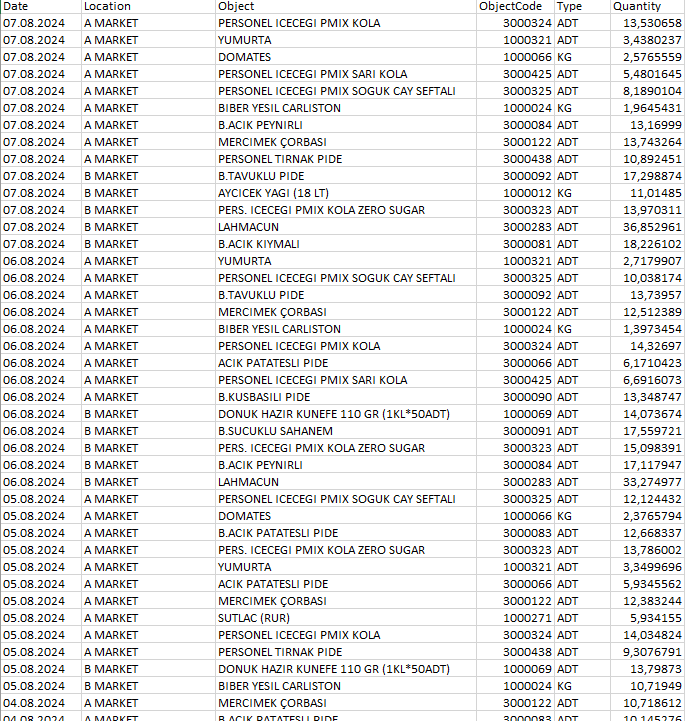 Date Location Object ObjectCode Type Quantity
07.08.2024 A MARKET PERSONEL ICECEGI PMIX KOLA 3000324 ADT 13,530658
07.08.2024 A MARKET YUMURTA 1000321 ADT 3,4380237
07.08.2024 A MARKET DOMATES 1000066 KG 2,5765559
07.08.2024 A MARKET PERSONEL ICECEGI PMIX SARI KOLA 3000425 ADT 5,4801645
07.08.2024 A MARKET PERSONEL ICECEGI PMIX SOGUK CAY SEFTALI 3000325 ADT 8,1890104
07.08.2024 A MARKET BIBER YESIL CARLISTON 1000024 KG 1,9645431
07.08.2024 A MARKET B.ACIK PEYNIRLI 3000084 ADT 13,16999
07.08.2024 A MARKET MERCIMEK ÇORBASI 3000122 ADT 13,743264
07.08.2024 A MARKET PERSONEL TIRNAK PIDE 3000438 ADT 10,892451
07.08.2024 B MARKET B.TAVUKLU PIDE 3000092 ADT 17,298874
07.08.2024 B MARKET AYCICEK YAGI (18 LT) 1000012 KG 11,01485
07.08.2024 B MARKET PERS. ICECEGI PMIX KOLA ZERO SUGAR 3000323 ADT 13,970311
07.08.2024 B MARKET LAHMACUN 3000283 ADT 36,852961
07.08.2024 B MARKET B.ACIK KIYMALI 3000081 ADT 18,226102
06.08.2024 A MARKET YUMURTA 1000321 ADT 2,7179907
06.08.2024 A MARKET PERSONEL ICECEGI PMIX SOGUK CAY SEFTALI 3000325 ADT 10,038174
06.08.2024 A MARKET B.TAVUKLU PIDE 3000092 ADT 13,73957
06.08.2024 A MARKET MERCIMEK ÇORBASI 3000122 ADT 12,512389
06.08.2024 A MARKET BIBER YESIL CARLISTON 1000024 KG 1,3973454
06.08.2024 A MARKET PERSONEL ICECEGI PMIX KOLA 3000324 ADT 14,32697
06.08.2024 A MARKET ACIK PATATESLI PIDE 3000066 ADT 6,1710423
06.08.2024 A MARKET PERSONEL ICECEGI PMIX SARI KOLA 3000425 ADT 6,6916073
06.08.2024 A MARKET B.KUSBASILI PIDE 3000090 ADT 13,348747
06.08.2024 B MARKET DONUK HAZIR KUNEFE 110 GR (1KL*50ADT) 1000069 ADT 14,073674
06.08.2024 B MARKET B.SUCUKLU SAHANEM 3000091 ADT 17,559721
06.08.2024 B MARKET PERS. ICECEGI PMIX KOLA ZERO SUGAR 3000323 ADT 15,098391
06.08.2024 B MARKET B.ACIK PEYNIRLI 3000084 ADT 17,117947
06.08.2024 B MARKET LAHMACUN 3000283 ADT 33,274977
05.08.2024 A MARKET PERSONEL ICECEGI PMIX SOGUK CAY SEFTALI 3000325 ADT 12,124432
05.08.2024 A MARKET DOMATES 1000066 KG 2,3765794
05.08.2024 A MARKET B.ACIK PATATESLI PIDE 3000083 ADT 12,668337
05.08.2024 A MARKET PERS. ICECEGI PMIX KOLA ZERO SUGAR 3000323 ADT 13,786002
05.08.2024 A MARKET YUMURTA 1000321 ADT 3,3499696
05.08.2024 A MARKET ACIK PATATESLI PIDE 3000066 ADT 5,9345562
05.08.2024 A MARKET MERCIMEK ÇORBASI 3000122 ADT 12,383244
05.08.2024 A MARKET SUTLAC (RUR) 1000271 ADT 5,934155
05.08.2024 A MARKET PERSONEL ICECEGI PMIX KOLA 3000324 ADT 14,034824
05.08.2024 A MARKET PERSONEL TIRNAK PIDE 3000438 ADT 9,3076791
05.08.2024 B MARKET DONUK HAZIR KUNEFE 110 GR (1KL*50ADT) 1000069 ADT 13,79873
05.08.2024 B MARKET BIBER YESIL CARLISTON 1000024 KG 10,71949
04.08.2024 A MARKET MERCIMEK ÇORBASI 3000122 ADT 10,718612
04.08.2024 A MARKET B.ACIK PATATESLI PIDE 3000083 ADT 10,145276